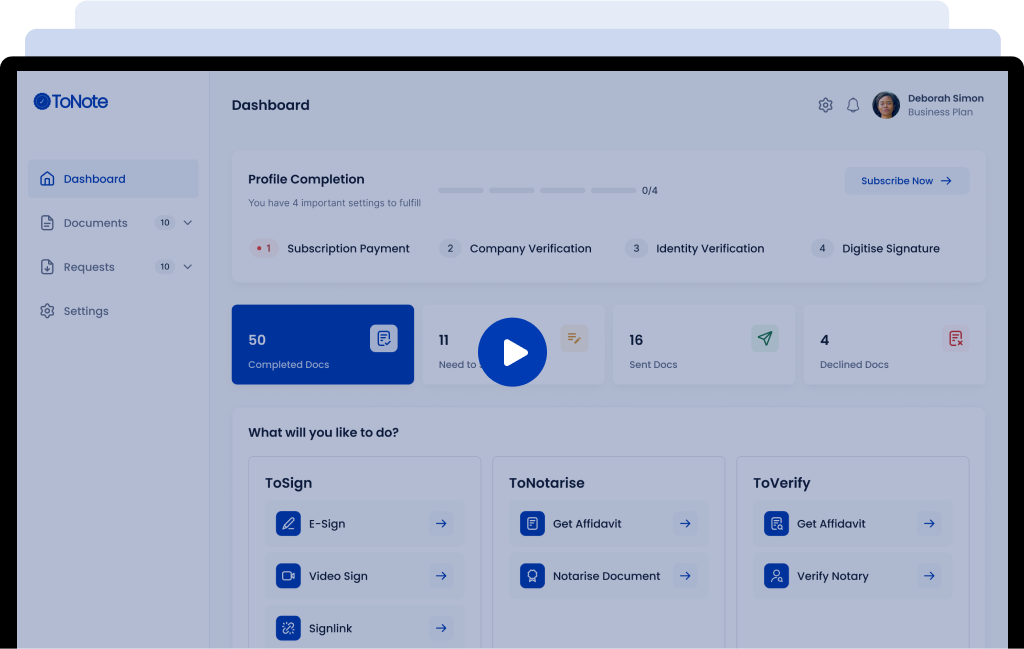 ToNote
Dashboard
Deborah Simon
Business Plan
Dashboard
Documents 10
Requests 10
Settings
Profile Completion
You have 4 important settings to fulfill
0/4
Subscribe Now
1 Subscription Payment
2 Company Verification
3 Identity Verification
4 Digitise Signature
50
Completed Docs
11
Need to
16
Sent Docs
4
Declined Docs
What will you like to do?
ToSign
E-Sign
Video Sign
Signlink
ToNotarise
Get Affidavit
Notarise Document
ToVerify
Get Affidavit
Verify Notary